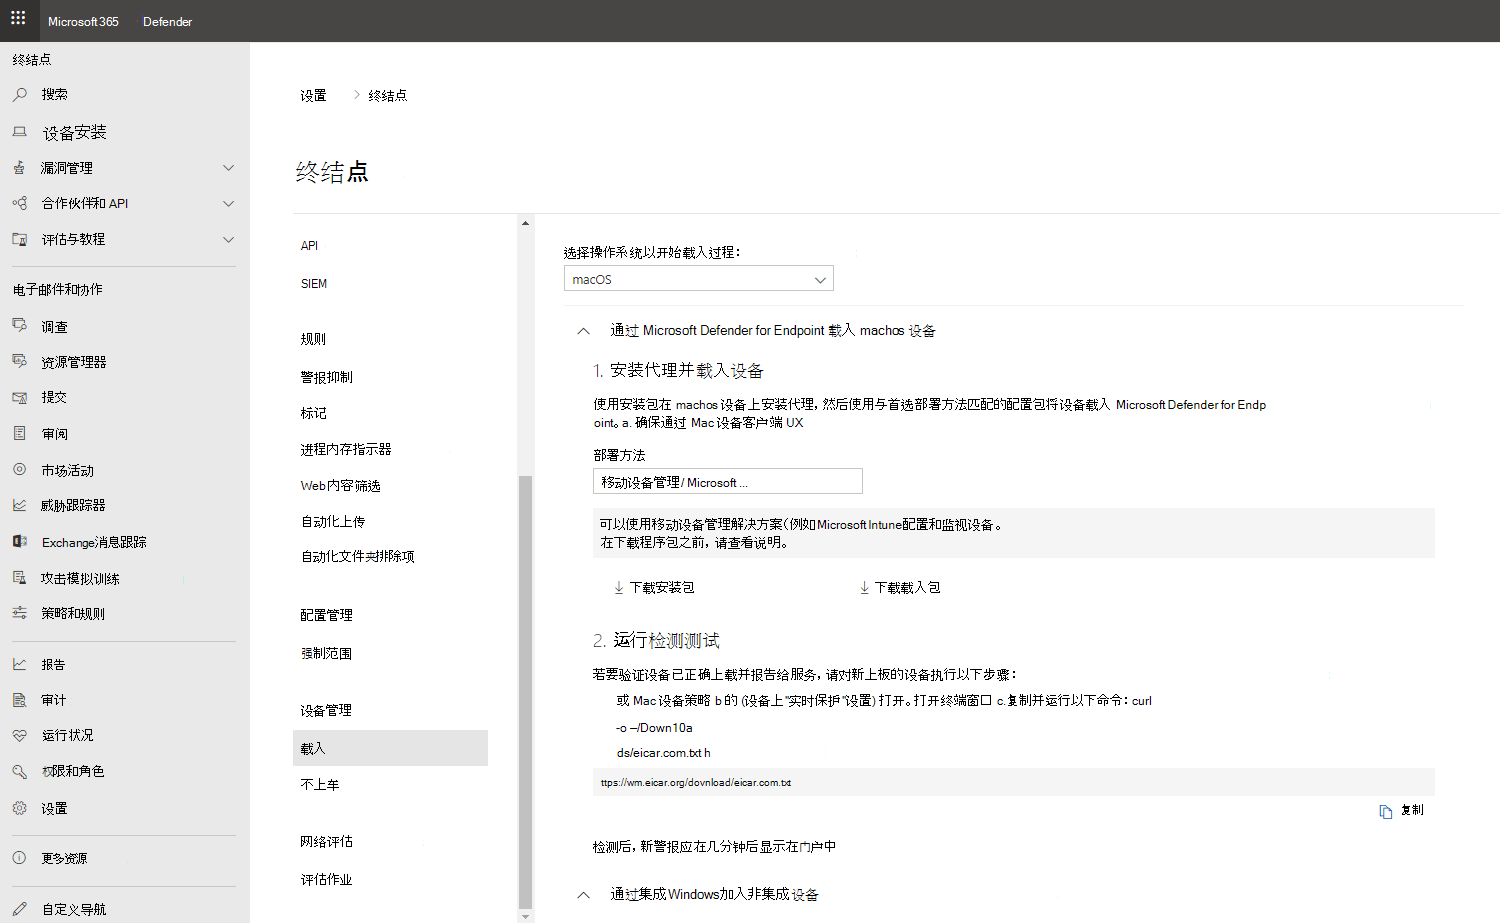 Microsoft 365 Defender
终结点
搜索
设备安装
漏洞管理
合作伙伴和 API
评估与教程
电子邮件和协作
调查
资源管理器
提交
审阅
市场活动
威胁跟踪器
Exchange消息跟踪
攻击模拟训练
策略和规则
报告
审计
运行状况
权限和角色
设置
更多资源
自定义导航
设置 > 终结点
终结点
API
SIEM
规则
警报抑制
标记
进程内存指示器
Web内容筛选
自动化上传
自动化文件夹排除项
配置管理
强制范围
设备管理
载入
不上车
网络评估
评估作业
选择操作系统以开始载入过程:
macOS
通过 Microsoft Defender for Endpoint 载入 machos 设备
1. 安装代理并载入设备
使用安装包在 machos 设备上安装代理, 然后使用与首选部署方法匹配的配置包将设备载入 Microsoft Defender for Endp
oint。a. 确保通过 Mac 设备客户端 UX
部署方法
移动设备管理/ Microsoft ...
可以使用移动设备管理解决方案(例如Microsoft Intune配置和监视设备。
在下载程序包之前, 请查看说明。
下载安装包
下载载入包
2. 运行检测测试
若要验证设备已正确上载并报告给服务, 请对新上板的设备执行以下步骤:
或 Mac 设备策略 b 的 (设备上"实时保护"设置) 打开。打开终端窗口 c.复制并运行以下命令: curl
-o ~/Down10a
ds/eicar.com.txt h
ttps://wm.eicar.org/dovnload/eicar.com.txt
复制
检测后, 新警报应在几分钟后显示在门户中
通过集成Windows加入非集成设备